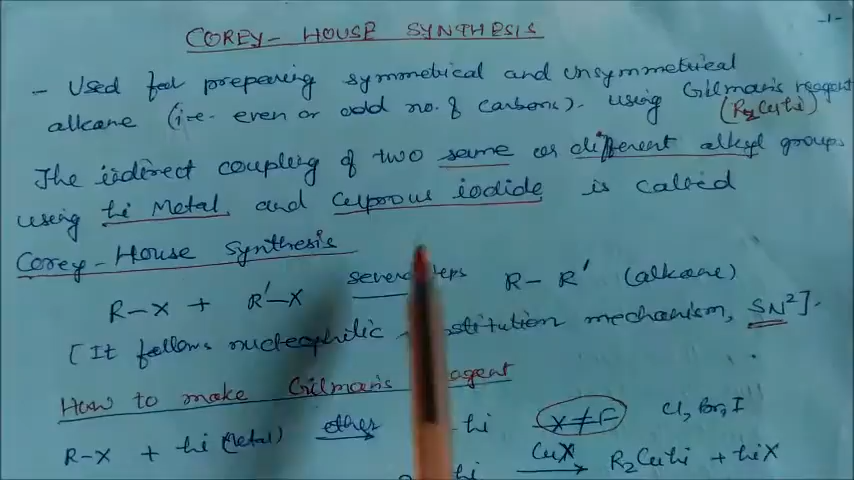 -1-
COREY-HOUSE SYNTHESIS
- Used for preparing symmetrical and unsymmetrical
alkane (i.e. even or odd no. of carbons). using Gilman's reagent
(R2CuLi)
The indirect coupling of two same or different alkyl groups
using Li Metal and Cuprous iodide is called
Corey-House Synthesis
R-X + R'-X several steps R-R' (alkane)
[It follows nucleophilic mechanism, SN2].
How to make Gilman's
R-X + Li (Metal) ether Li X≠F Cl, Br, I
Li CuX R2CuLi + LiX